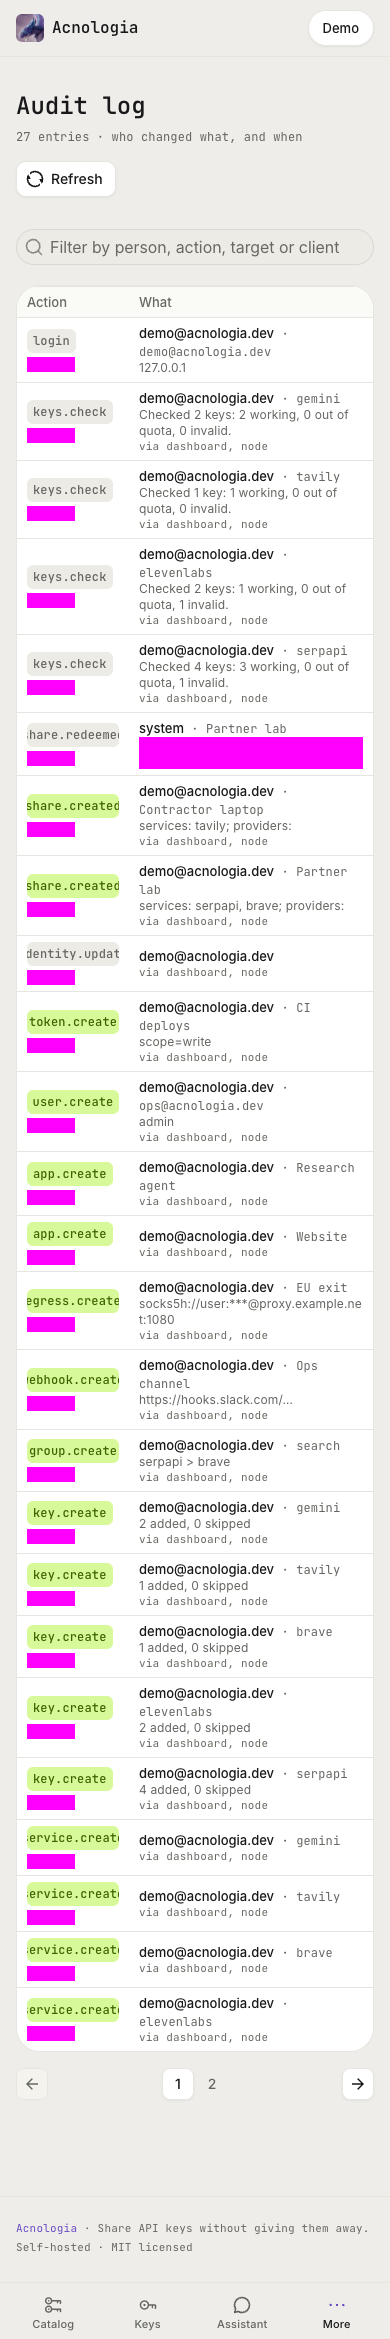 Acnologia
Demo
Audit log
27 entries · who changed what, and when
Refresh
Filter by person, action, target or client
Action What
login
demo@acnologia.dev ·
demo@acnologia.dev
127.0.0.1
keys.check
demo@acnologia.dev · gemini
Checked 2 keys: 2 working, 0 out of
quota, 0 invalid.
via dashboard, node
keys.check
demo@acnologia.dev · tavily
Checked 1 key: 1 working, 0 out of
quota, 0 invalid.
via dashboard, node
keys.check
demo@acnologia.dev ·
elevenlabs
Checked 2 keys: 1 working, 0 out of
quota, 1 invalid.
via dashboard, node
keys.check
demo@acnologia.dev · serpapi
Checked 4 keys: 3 working, 0 out of
quota, 1 invalid.
via dashboard, node
share.redeemed
system · Partner lab
share.created
demo@acnologia.dev ·
Contractor laptop
services: tavily; providers:
via dashboard, node
share.created
demo@acnologia.dev · Partner
lab
services: serpapi, brave; providers:
via dashboard, node
dentity.updat
demo@acnologia.dev
via dashboard, node
token.create
demo@acnologia.dev · CI
deploys
scope=write
via dashboard, node
user.create
demo@acnologia.dev ·
ops@acnologia.dev
admin
via dashboard, node
app.create
demo@acnologia.dev · Research
agent
via dashboard, node
app.create
demo@acnologia.dev · Website
via dashboard, node
egress.create
demo@acnologia.dev · EU exit
socks5h://user:***@proxy.example.ne
t:1080
via dashboard, node
webhook.create
demo@acnologia.dev · Ops
channel
https://hooks.slack.com/…
via dashboard, node
group.create
demo@acnologia.dev · search
serpapi > brave
via dashboard, node
key.create
demo@acnologia.dev · gemini
2 added, 0 skipped
via dashboard, node
key.create
demo@acnologia.dev · tavily
1 added, 0 skipped
via dashboard, node
key.create
demo@acnologia.dev · brave
1 added, 0 skipped
via dashboard, node
key.create
demo@acnologia.dev ·
elevenlabs
2 added, 0 skipped
via dashboard, node
key.create
demo@acnologia.dev · serpapi
4 added, 0 skipped
via dashboard, node
service.create
demo@acnologia.dev · gemini
via dashboard, node
service.create
demo@acnologia.dev · tavily
via dashboard, node
service.create
demo@acnologia.dev · brave
via dashboard, node
service.create
demo@acnologia.dev ·
elevenlabs
via dashboard, node
1 2
Acnologia · Share API keys without giving them away.
Self-hosted · MIT licensed
Catalog Keys Assistant More